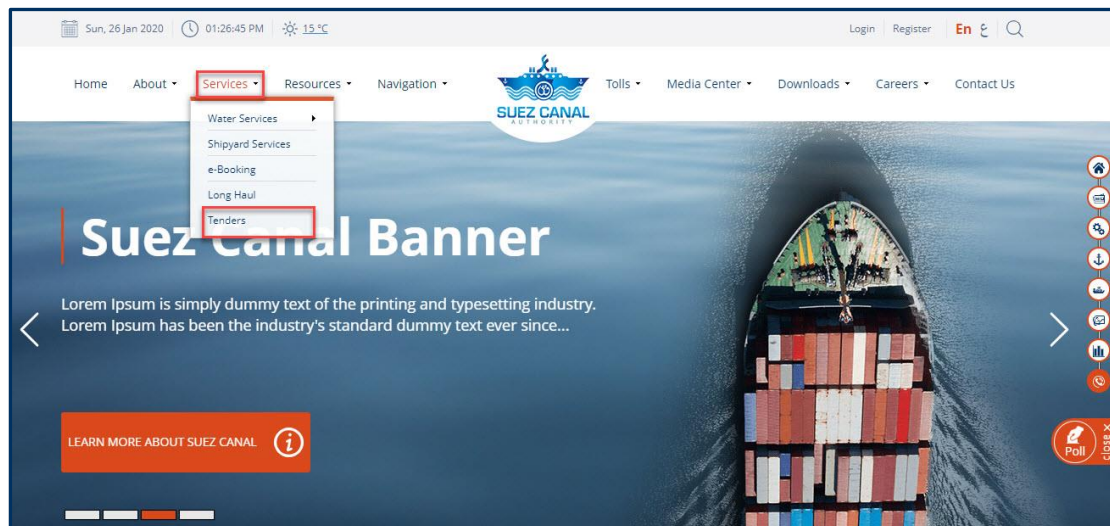 Sun, 26 Jan 2020 01:26:45 PM 15 °C Login Register En ع
Home About Services Resources Navigation Tolls Media Center Downloads Careers Contact Us
SUEZ CANAL
AUTHORITY
Water Services
Shipyard Services
e-Booking
Long Haul
Tenders
Suez Canal Banner
Lorem Ipsum is simply dummy text of the printing and typesetting industry.
Lorem Ipsum has been the industry's standard dummy text ever since...
LEARN MORE ABOUT SUEZ CANAL
Poll
close X